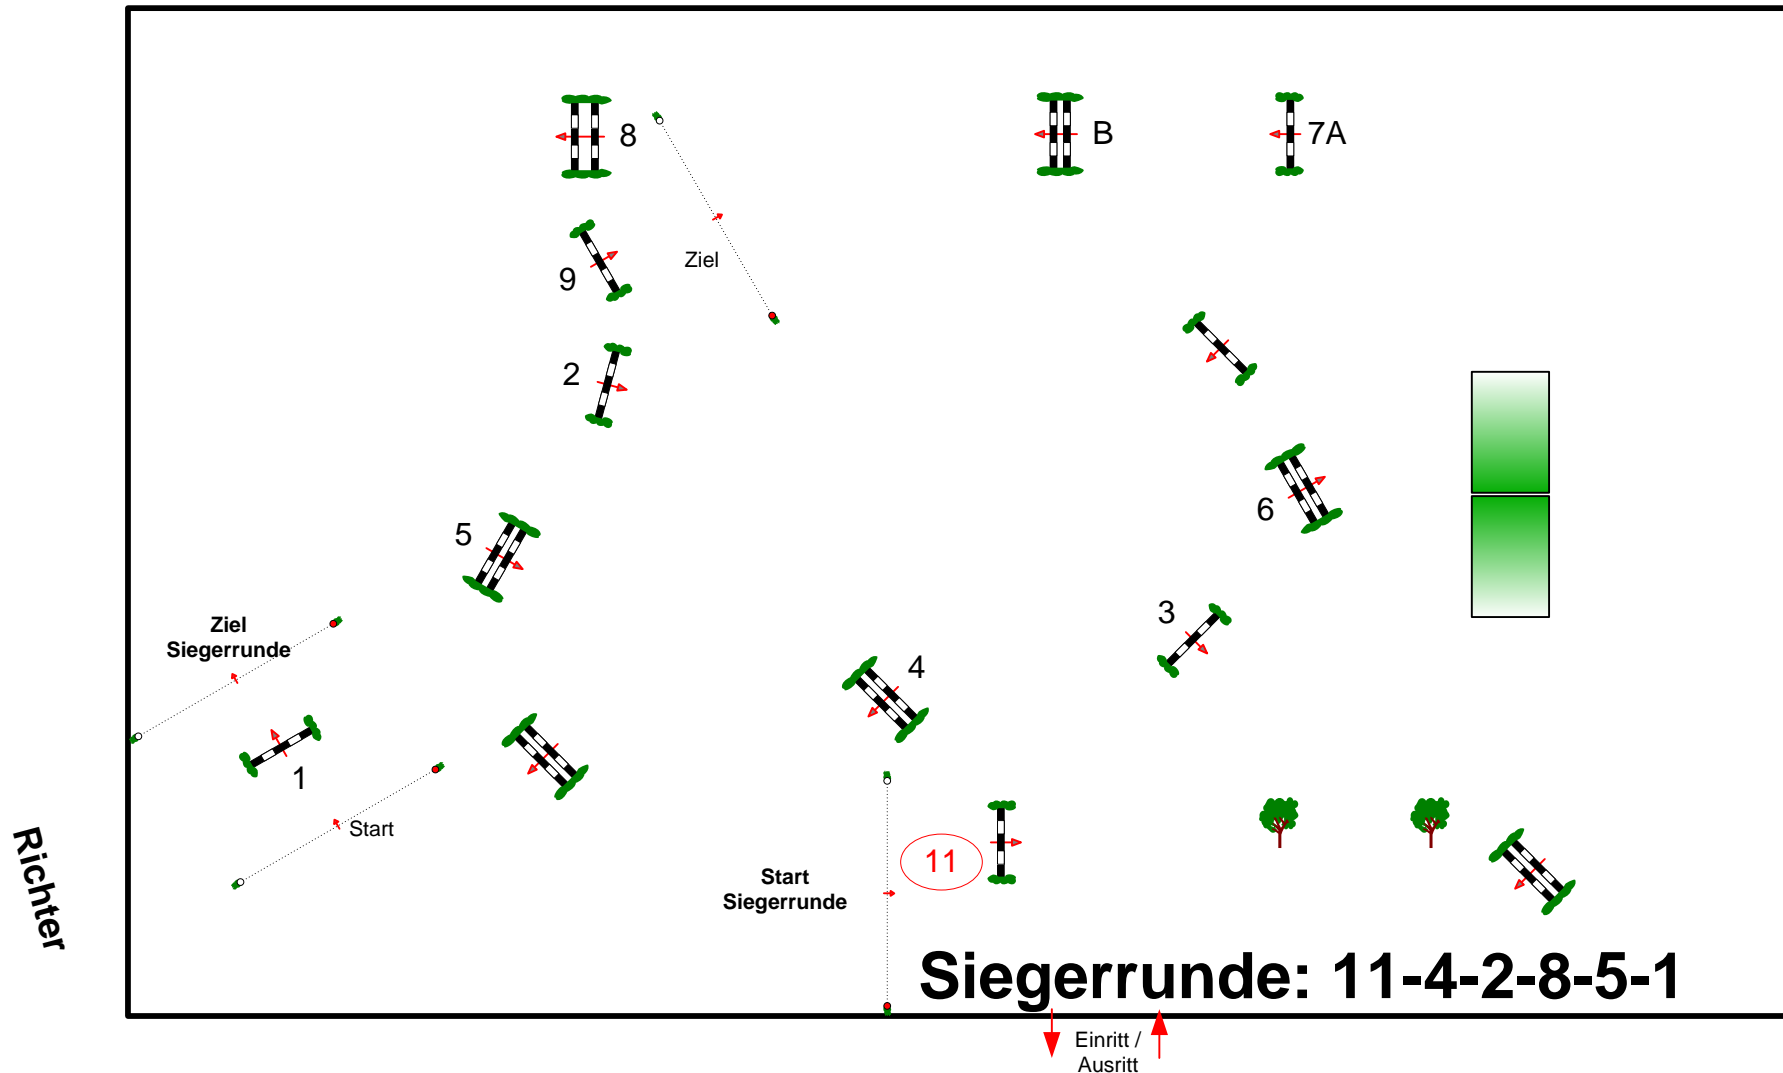 8
B
7A
9
Ziel
2
6
5
3
Ziel
Siegerrunde
4
1
Start
Richter
11
Start
Siegerrunde
Siegerrunde: 11-4-2-8-5-1
Einritt /
Ausritt